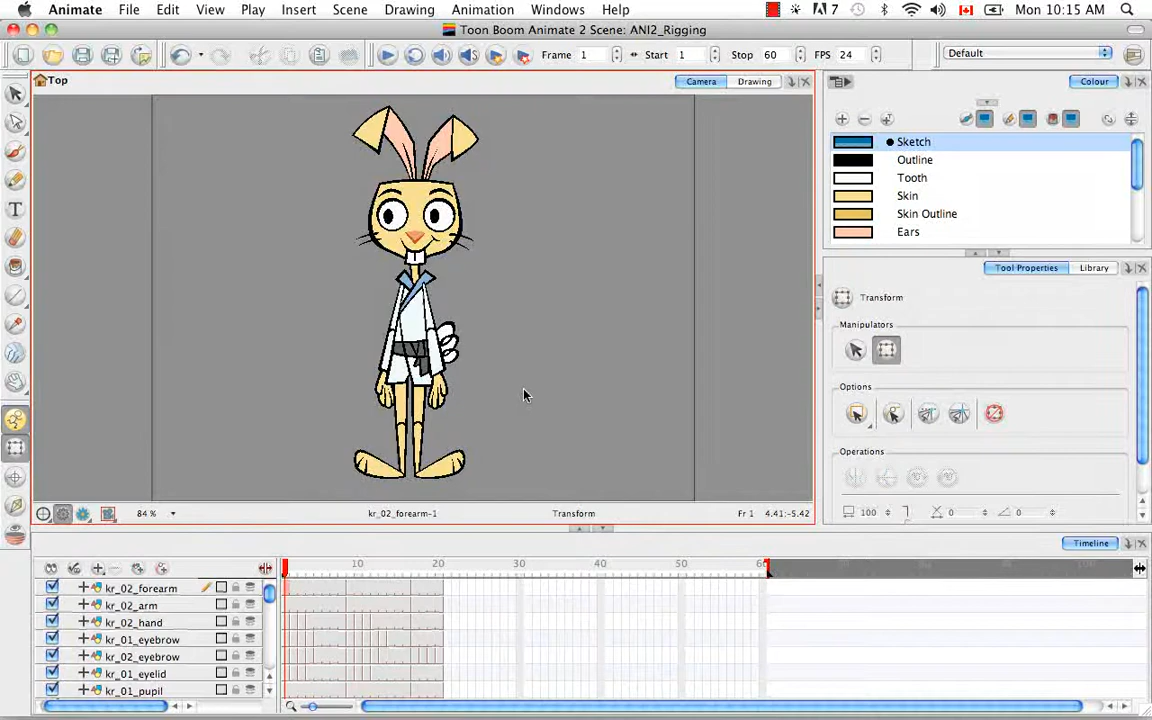 Animate File Edit View Play Insert Scene Drawing Animation Windows Help 7 Mon 10:15 AM
Toon Boom Animate 2 Scene: ANI2_Rigging
Frame 1 Start 1 Stop 60 FPS 24 Default
Top Camera Drawing Colour
Sketch
Outline
Tooth
Skin
Skin Outline
Ears
Tool Properties Library
Transform
Manipulators
Options
Operations
100 0 0
84 % kr_02_forearm-1 Transform Fr 1 4.41:-5.42
Timeline
10 20 30 40 50 60
kr_02_forearm
kr_02_arm
kr_02_hand
kr_01_eyebrow
kr_02_eyebrow
kr_01_eyelid
kr_01_pupil